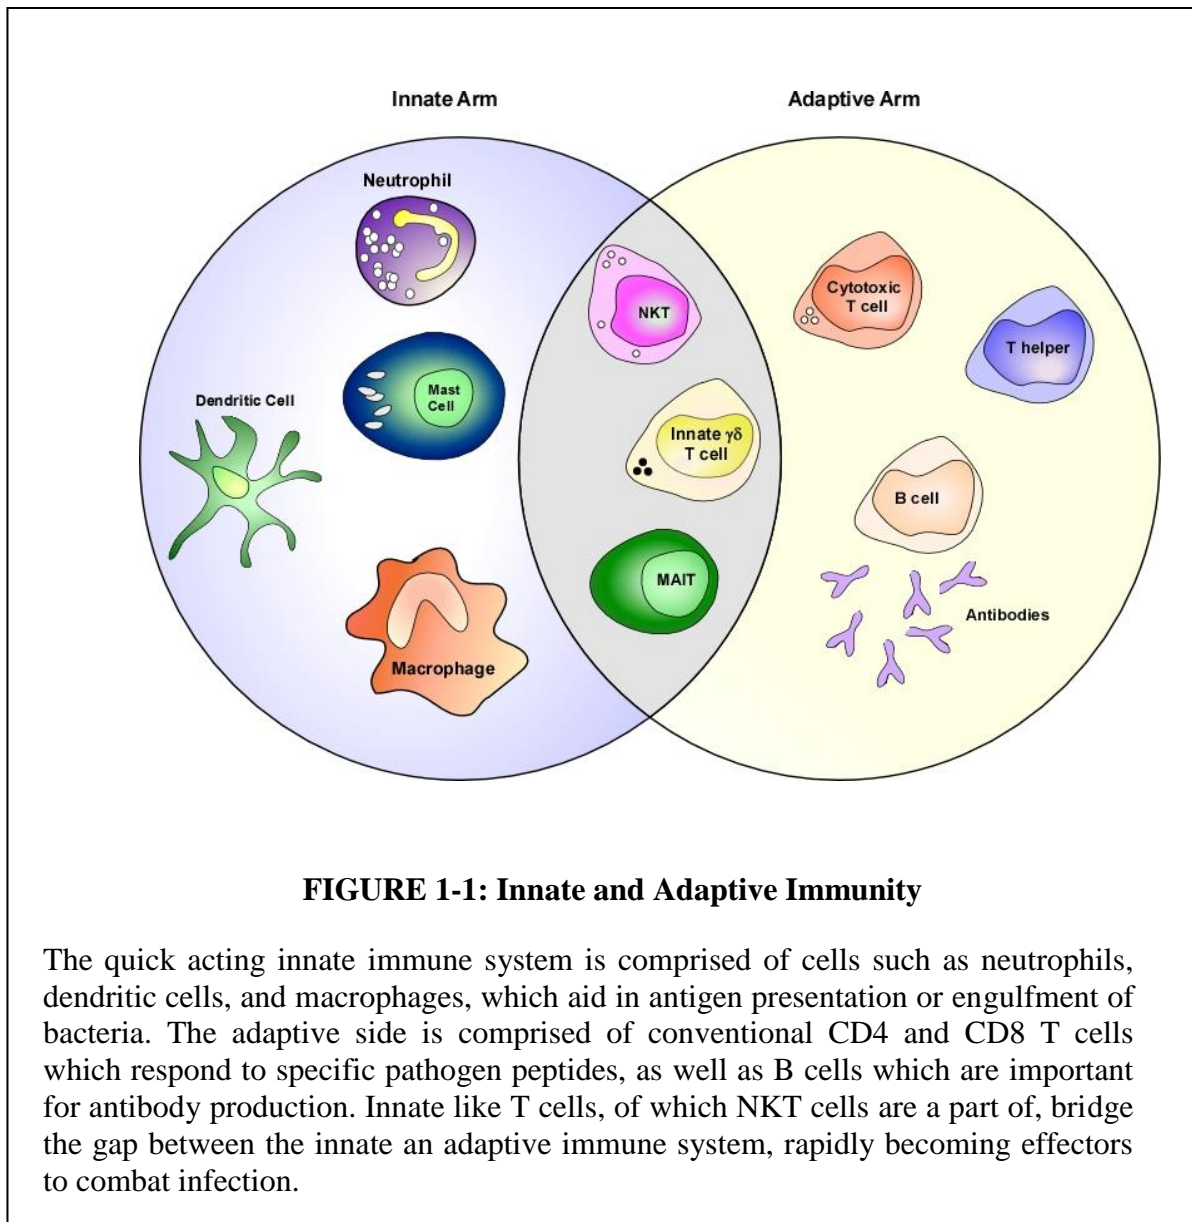 Innate Arm
Adaptive Arm
Neutrophil
NKT
Cytotoxic
T cell
T helper
Dendritic Cell
Mast
Cell
Innate γδ
T cell
B cell
MAIT
Antibodies
Macrophage
FIGURE 1-1: Innate and Adaptive Immunity
The quick acting innate immune system is comprised of cells such as neutrophils,
dendritic cells, and macrophages, which aid in antigen presentation or engulfment of
bacteria. The adaptive side is comprised of conventional CD4 and CD8 T cells
which respond to specific pathogen peptides, as well as B cells which are important
for antibody production. Innate like T cells, of which NKT cells are a part of, bridge
the gap between the innate an adaptive immune system, rapidly becoming effectors
to combat infection.